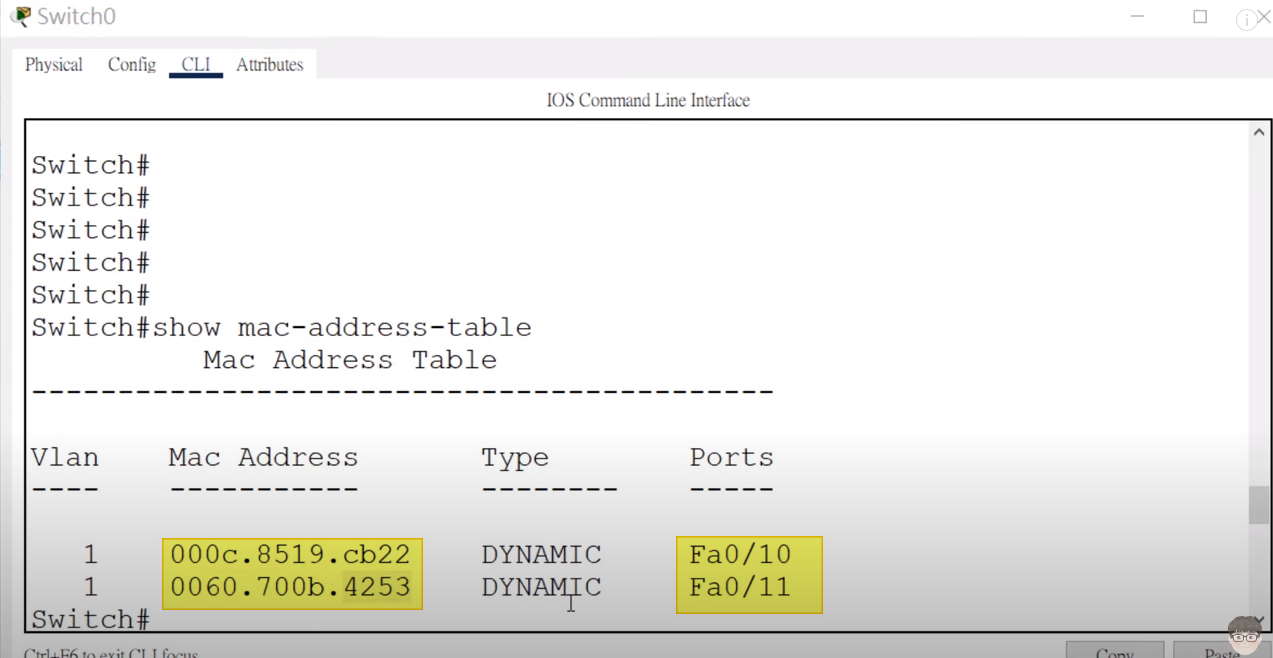 Switch0
Physical Config CLI Attributes
IOS Command Line Interface
Switch#
Switch#
Switch#
Switch#
Switch#
Switch#show mac-address-table
Mac Address Table
-------------------------------------------
Vlan Mac Address Type Ports
---- ----------- -------- -----
1 000c.8519.cb22 DYNAMIC Fa0/10
1 0060.700b.4253 DYNAMIC Fa0/11
Switch#
Ctrl+F6 to exit CLI focus
Copy Paste